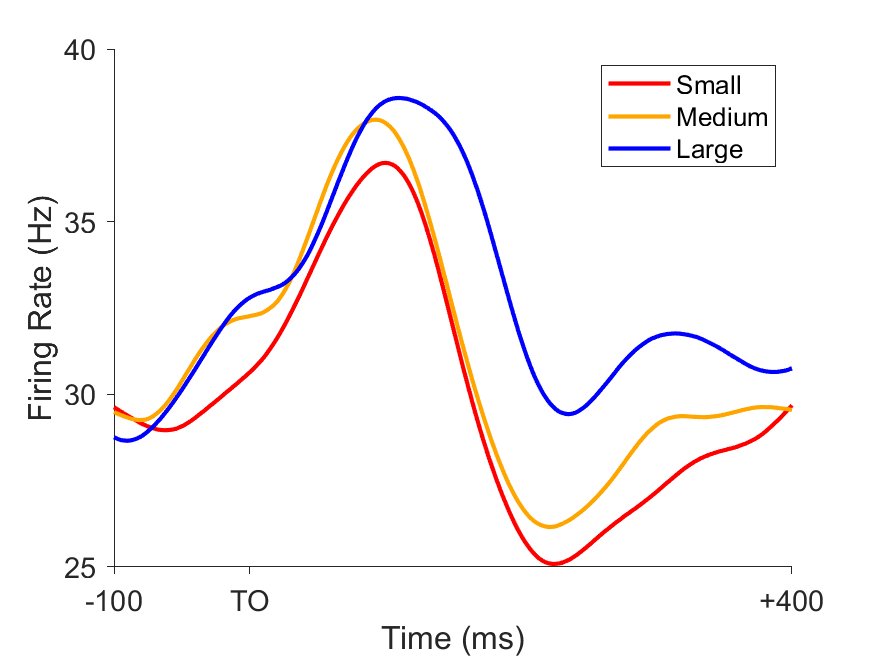 40
35
30
25
Firing Rate (Hz)
Small
Medium
Large
-100
TO
+400
Time (ms)